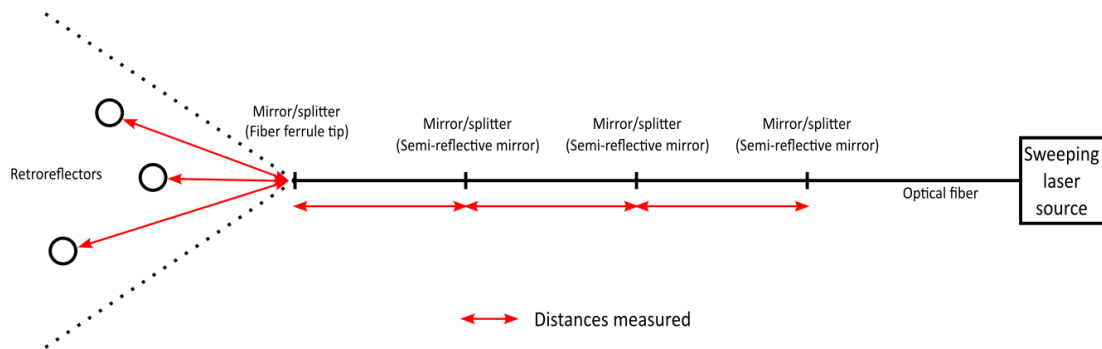 Mirror/splitter
(Fiber ferrule tip)
Mirror/splitter
(Semi-reflective mirror)
Mirror/splitter
(Semi-reflective mirror)
Mirror/splitter
(Semi-reflective mirror)
Sweeping
laser
source
Retroreflectors
Optical fiber
Distances measured